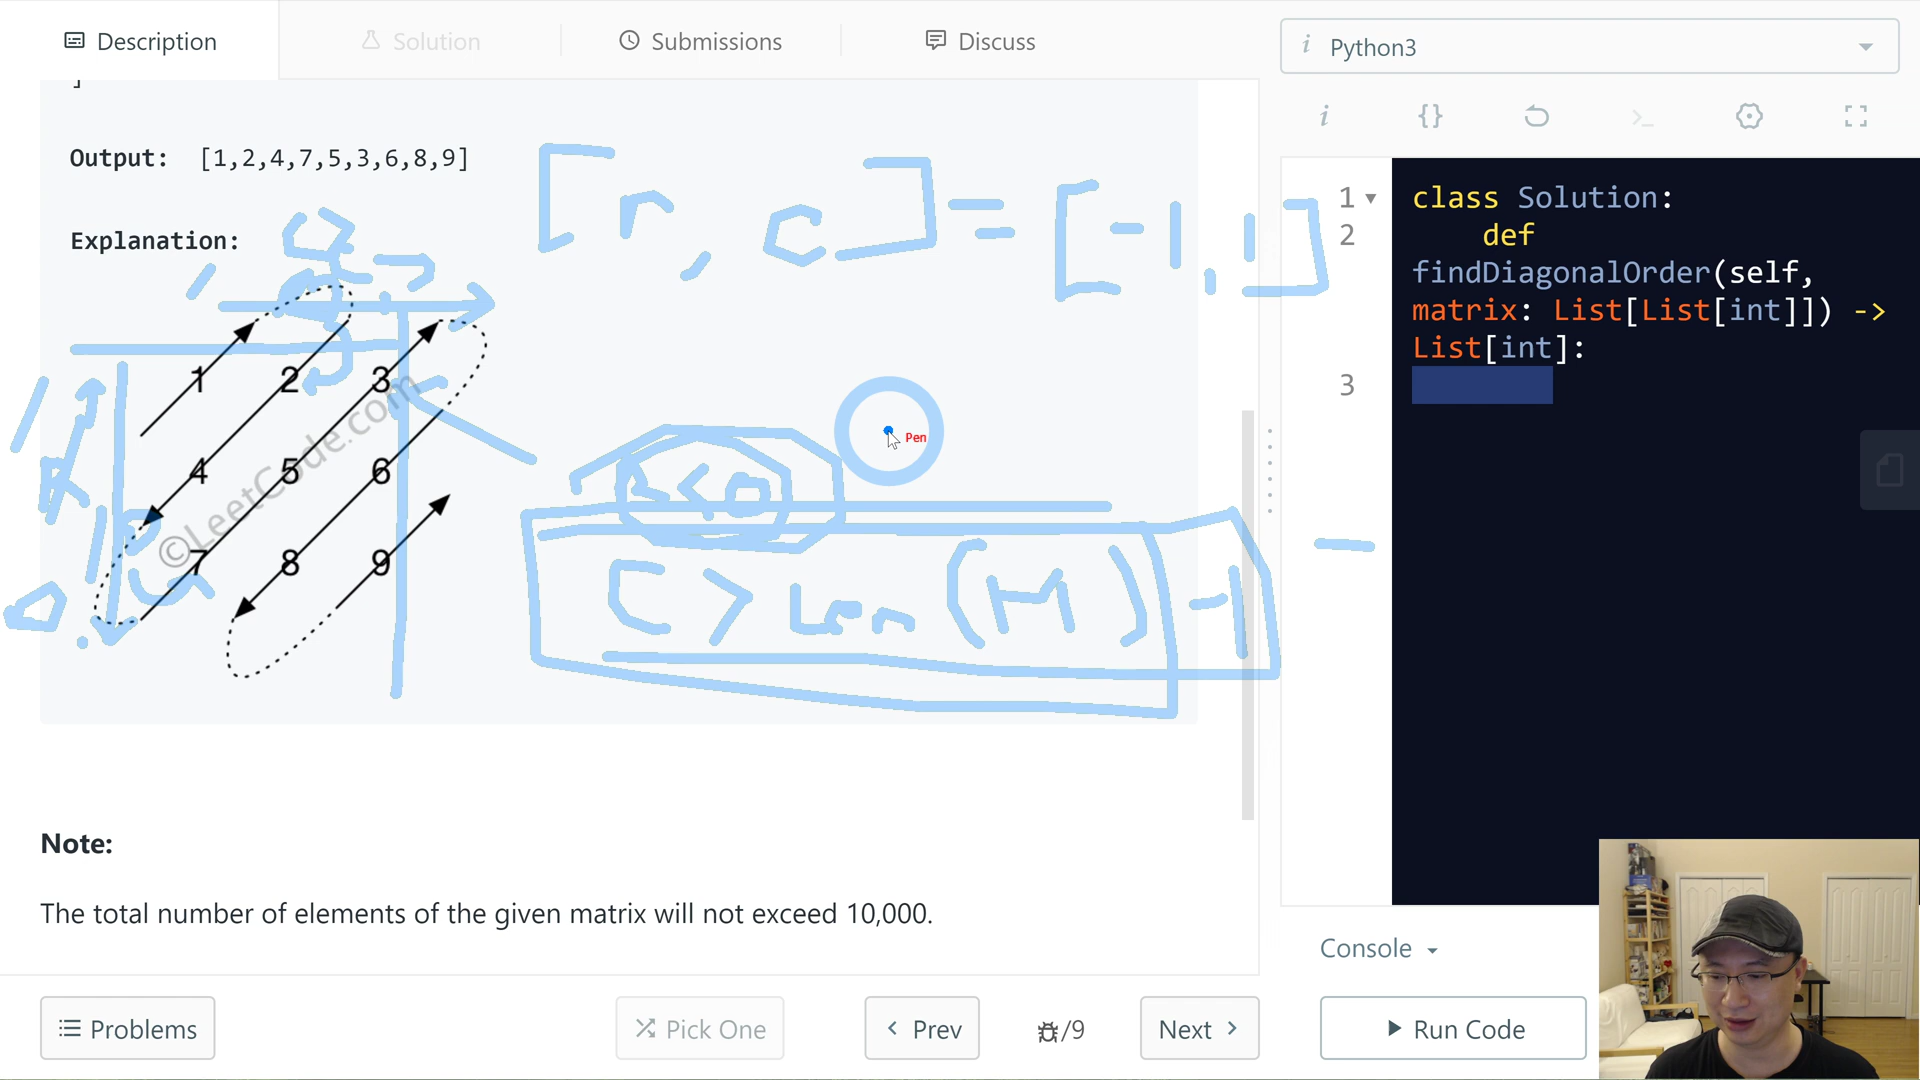 Description
Solution
Submissions
Discuss
Python3
]
Output: [1,2,4,7,5,3,6,8,9]
Explanation:
[r, c] = [-1, 1]
1 2 3
4 5 6
7 8 9
©LeetCode.com
R<0
C > Len(M) -1
Pen
Note:
The total number of elements of the given matrix will not exceed 10,000.
1
class Solution:
2
def
findDiagonalOrder(self,
matrix: List[List[int]]) ->
List[int]:
3
Console
Problems
Pick One
Prev
/9
Next
Run Code